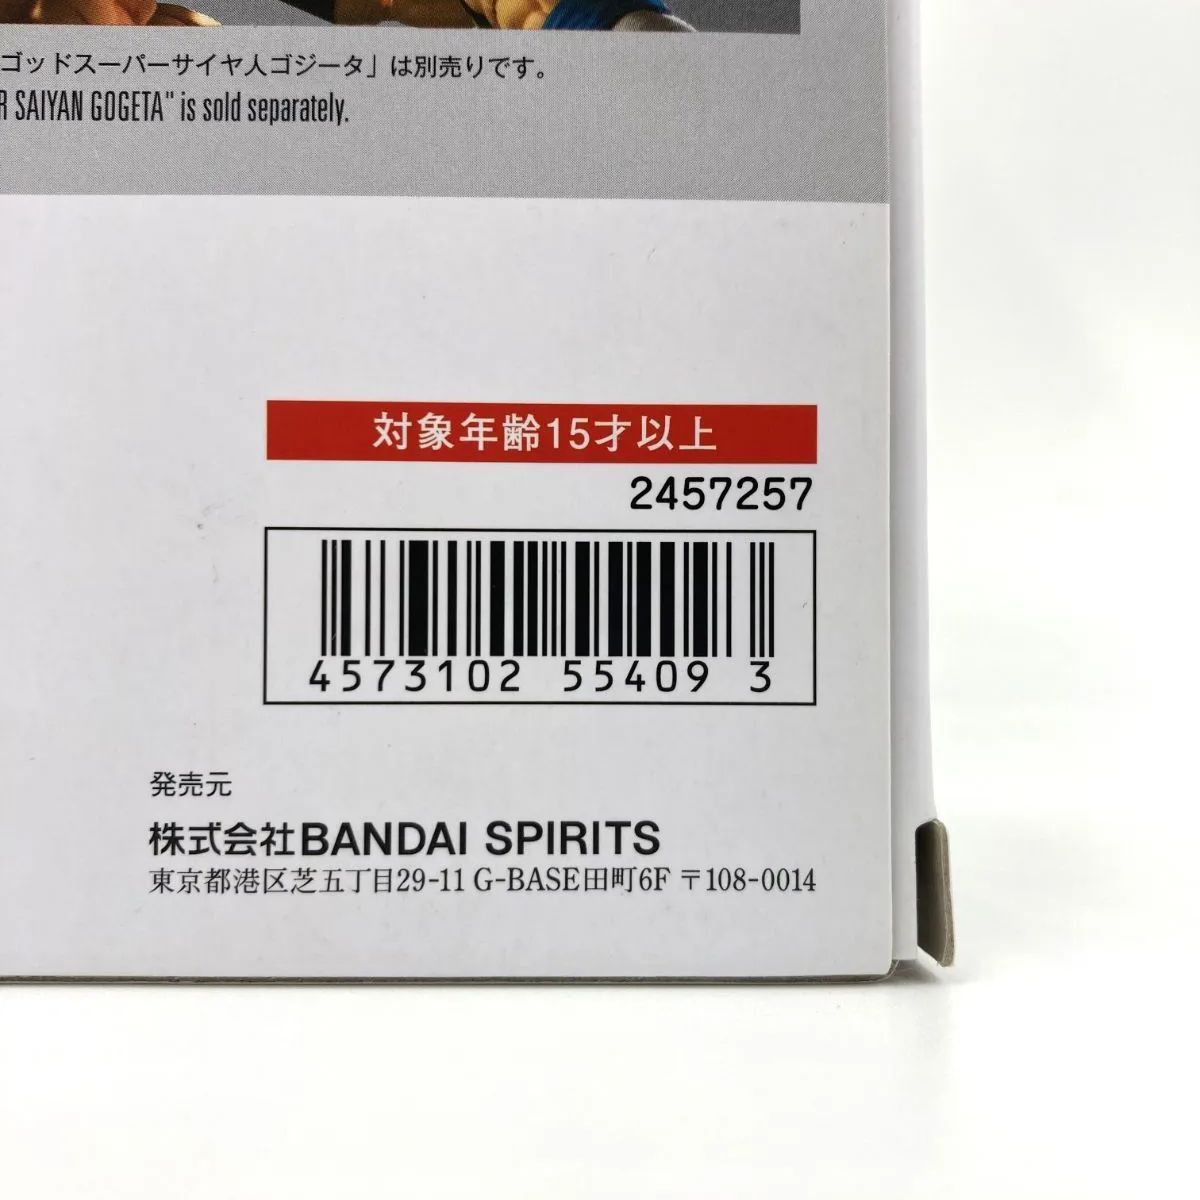 ゴッドスーパーサイヤ人ゴジータ」は別売りです。
R SAIYAN GOGETA" is sold separately.
対象年齢15才以上
2457257
4573102 55409 3
発売元
株式会社BANDAI SPIRITS
東京都港区芝五丁目29-11 G-BASE田町6F 〒108-0014